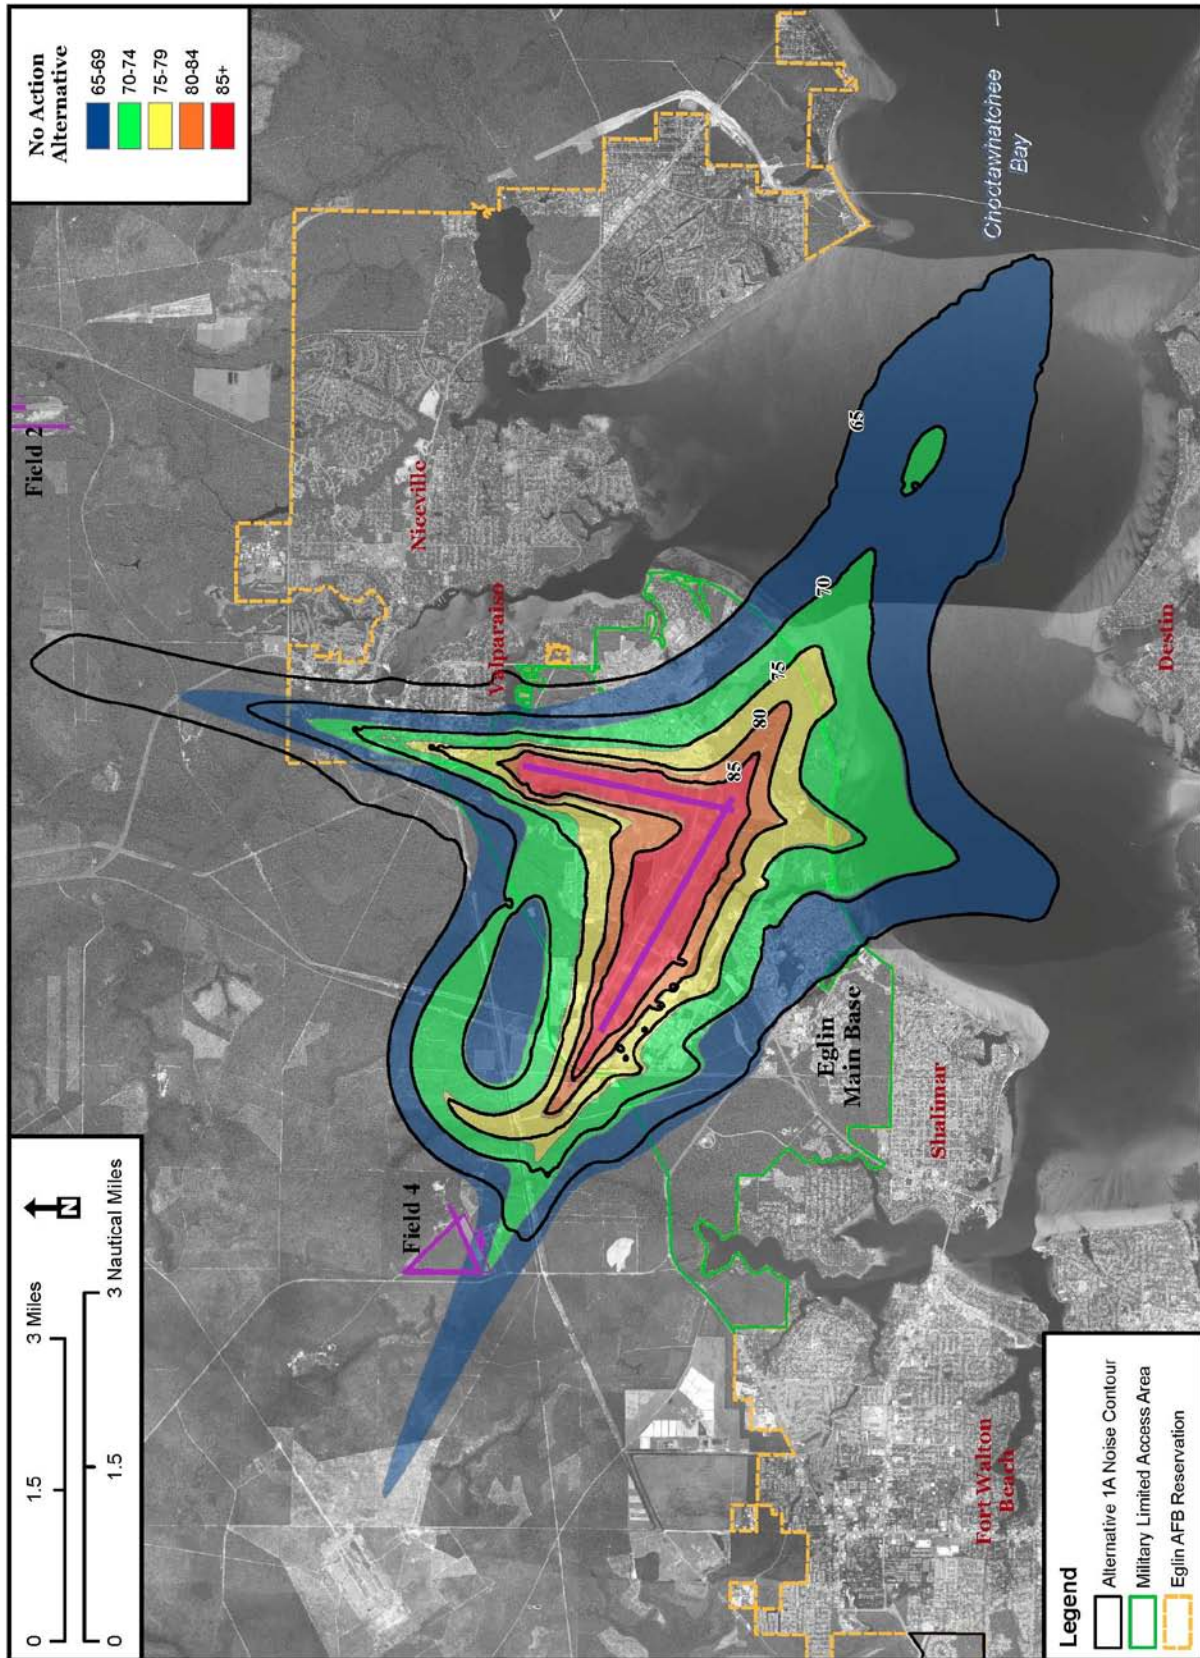 No Action
Alternative
65-69
70-74
75-79
80-84
85+
Field 2
Choctawhatchee
Bay
Niceville
Valparaiso
65
70
75
80
85
Destin
Eglin
Main Base
Shalimar
Field 4
Fort Walton
Beach
N
0 1.5 3 Miles
0 1.5 3 Nautical Miles
Legend
Alternative 1A Noise Contour
Military Limited Access Area
Eglin AFB Reservation